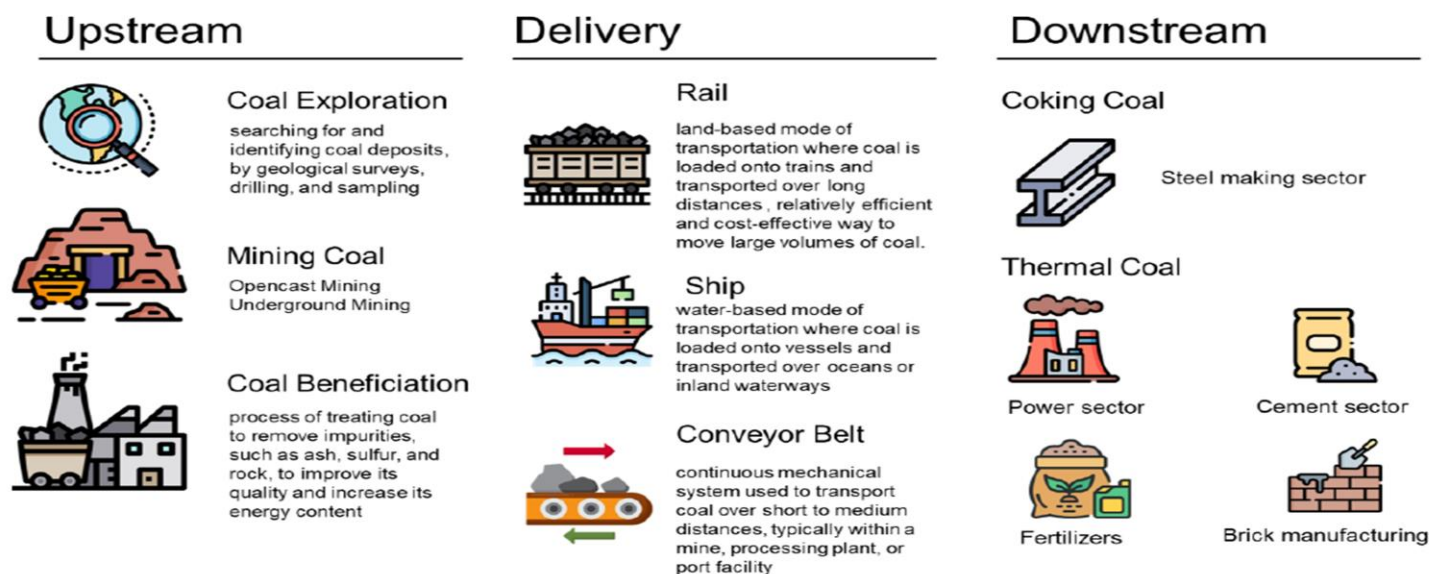 Upstream
Coal Exploration
searching for and
identifying coal deposits,
by geological surveys,
drilling, and sampling
Mining Coal
Opencast Mining
Underground Mining
Coal Beneficiation
process of treating coal
to remove impurities,
such as ash, sulfur, and
rock, to improve its
quality and increase its
energy content
Delivery
Rail
land-based mode of
transportation where coal is
loaded onto trains and
transported over long
distances , relatively efficient
and cost-effective way to
move large volumes of coal.
Ship
water-based mode of
transportation where coal is
loaded onto vessels and
transported over oceans or
inland waterways
Conveyor Belt
continuous mechanical
system used to transport
coal over short to medium
distances, typically within a
mine, processing plant, or
port facility
Downstream
Coking Coal
Steel making sector
Thermal Coal
Power sector
Cement sector
Fertilizers
Brick manufacturing